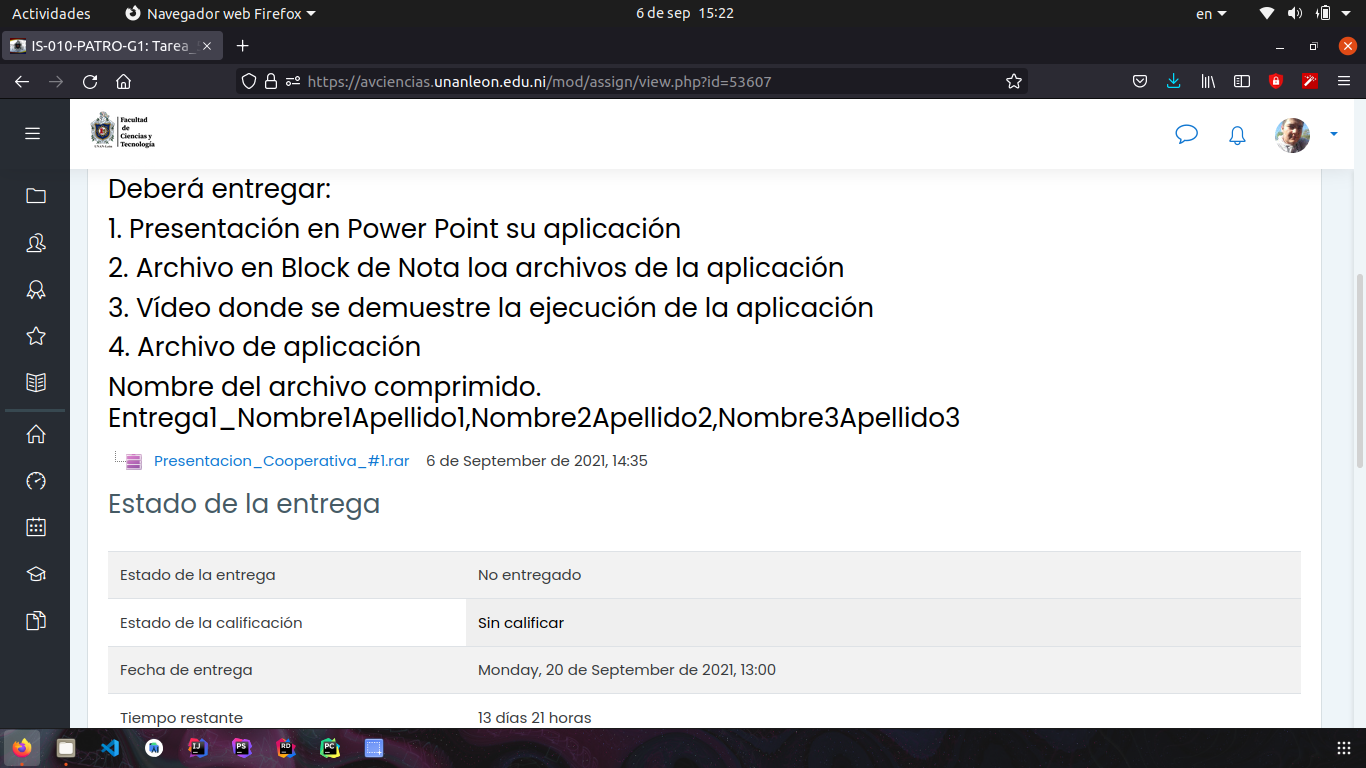 Actividades
Navegador web Firefox
6 de sep 15:22
en
IS-010-PATRO-G1: Tarea_
https://avciencias.unanleon.edu.ni/mod/assign/view.php?id=53607
Facultad
de
Ciencias y
Tecnología
Deberá entregar:
1. Presentación en Power Point su aplicación
2. Archivo en Block de Nota loa archivos de la aplicación
3. Vídeo donde se demuestre la ejecución de la aplicación
4. Archivo de aplicación
Nombre del archivo comprimido.
Entrega1_Nombre1Apellido1,Nombre2Apellido2,Nombre3Apellido3
Presentacion_Cooperativa_#1.rar 6 de September de 2021, 14:35
Estado de la entrega
Estado de la entrega No entregado
Estado de la calificación Sin calificar
Fecha de entrega Monday, 20 de September de 2021, 13:00
Tiempo restante 13 días 21 horas
IJ
PS
RD
PC